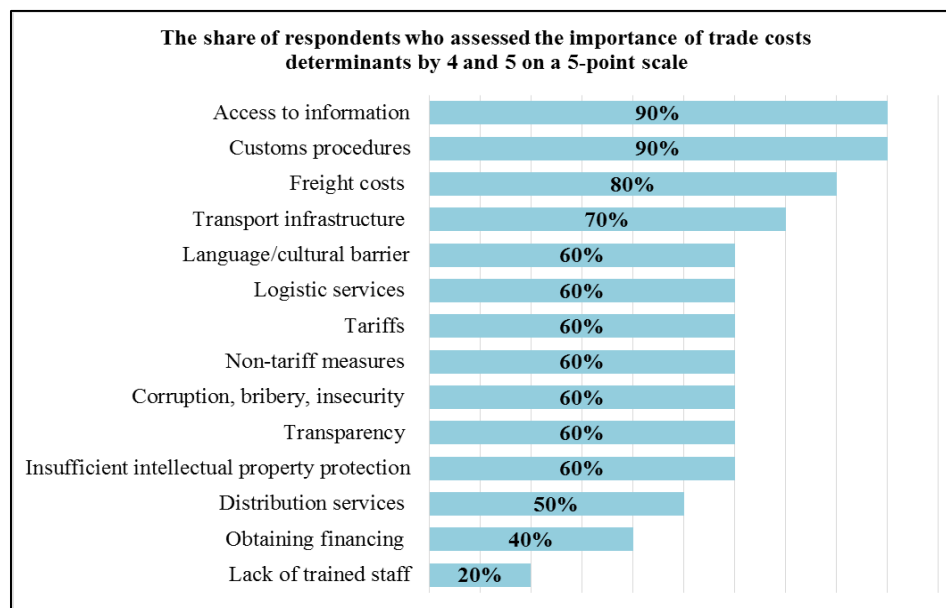 The share of respondents who assessed the importance of trade costs
determinants by 4 and 5 on a 5-point scale
Access to information 90%
Customs procedures 90%
Freight costs 80%
Transport infrastructure 70%
Language/cultural barrier 60%
Logistic services 60%
Tariffs 60%
Non-tariff measures 60%
Corruption, bribery, insecurity 60%
Transparency 60%
Insufficient intellectual property protection 60%
Distribution services 50%
Obtaining financing 40%
Lack of trained staff 20%